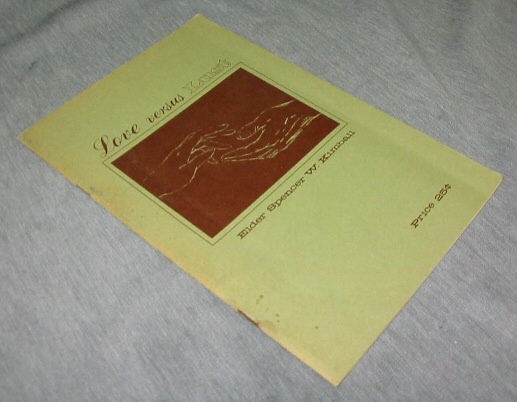 Love versus Lust
Elder Spencer W. Kimball
Price 25¢